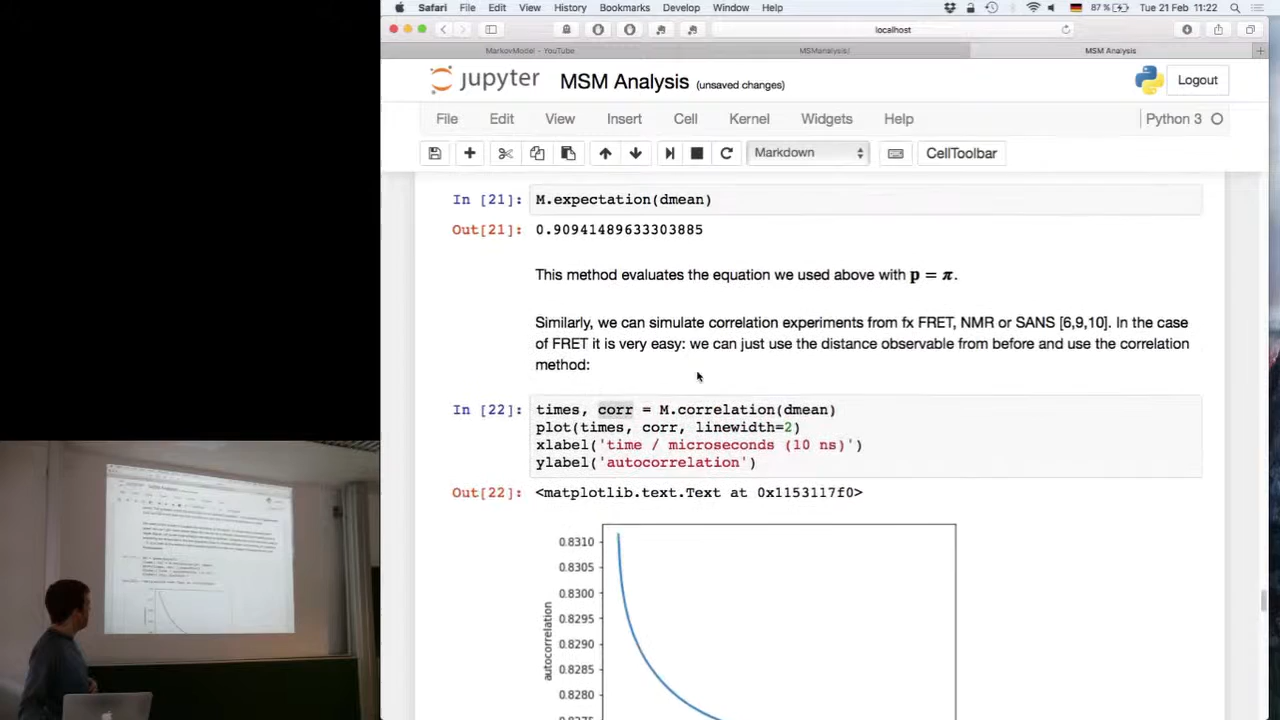 Safari File Edit View History Bookmarks Develop Window Help 87% Tue 21 Feb 11:22
localhost
MarkovModel - YouTube MSManalysis! MSM Analysis
jupyter MSM Analysis (unsaved changes) Logout
File Edit View Insert Cell Kernel Widgets Help Python 3
Markdown CellToolbar
In [21]: M.expectation(dmean)
Out[21]: 0.90941489633303885
This method evaluates the equation we used above with p = π.
Similarly, we can simulate correlation experiments from fx FRET, NMR or SANS [6,9,10]. In the case
of FRET it is very easy: we can just use the distance observable from before and use the correlation
method:
In [22]: times, corr = M.correlation(dmean)
plot(times, corr, linewidth=2)
xlabel('time / microseconds (10 ns)')
ylabel('autocorrelation')
Out[22]: <matplotlib.text.Text at 0x1153117f0>
0.8310
0.8305
0.8300
0.8295
0.8290
0.8285
0.8280
0.8275
autocorrelation